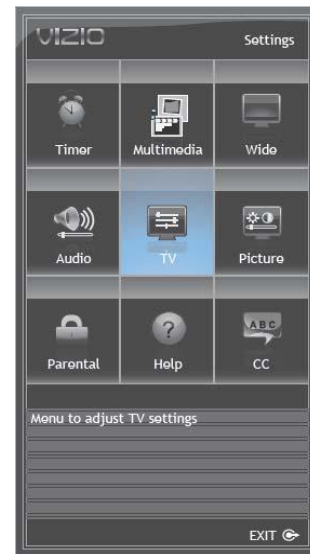 VIZIO Settings
Timer Multimedia Wide
Audio TV Picture
ABC
Parental Help CC
Menu to adjust TV settings
EXIT